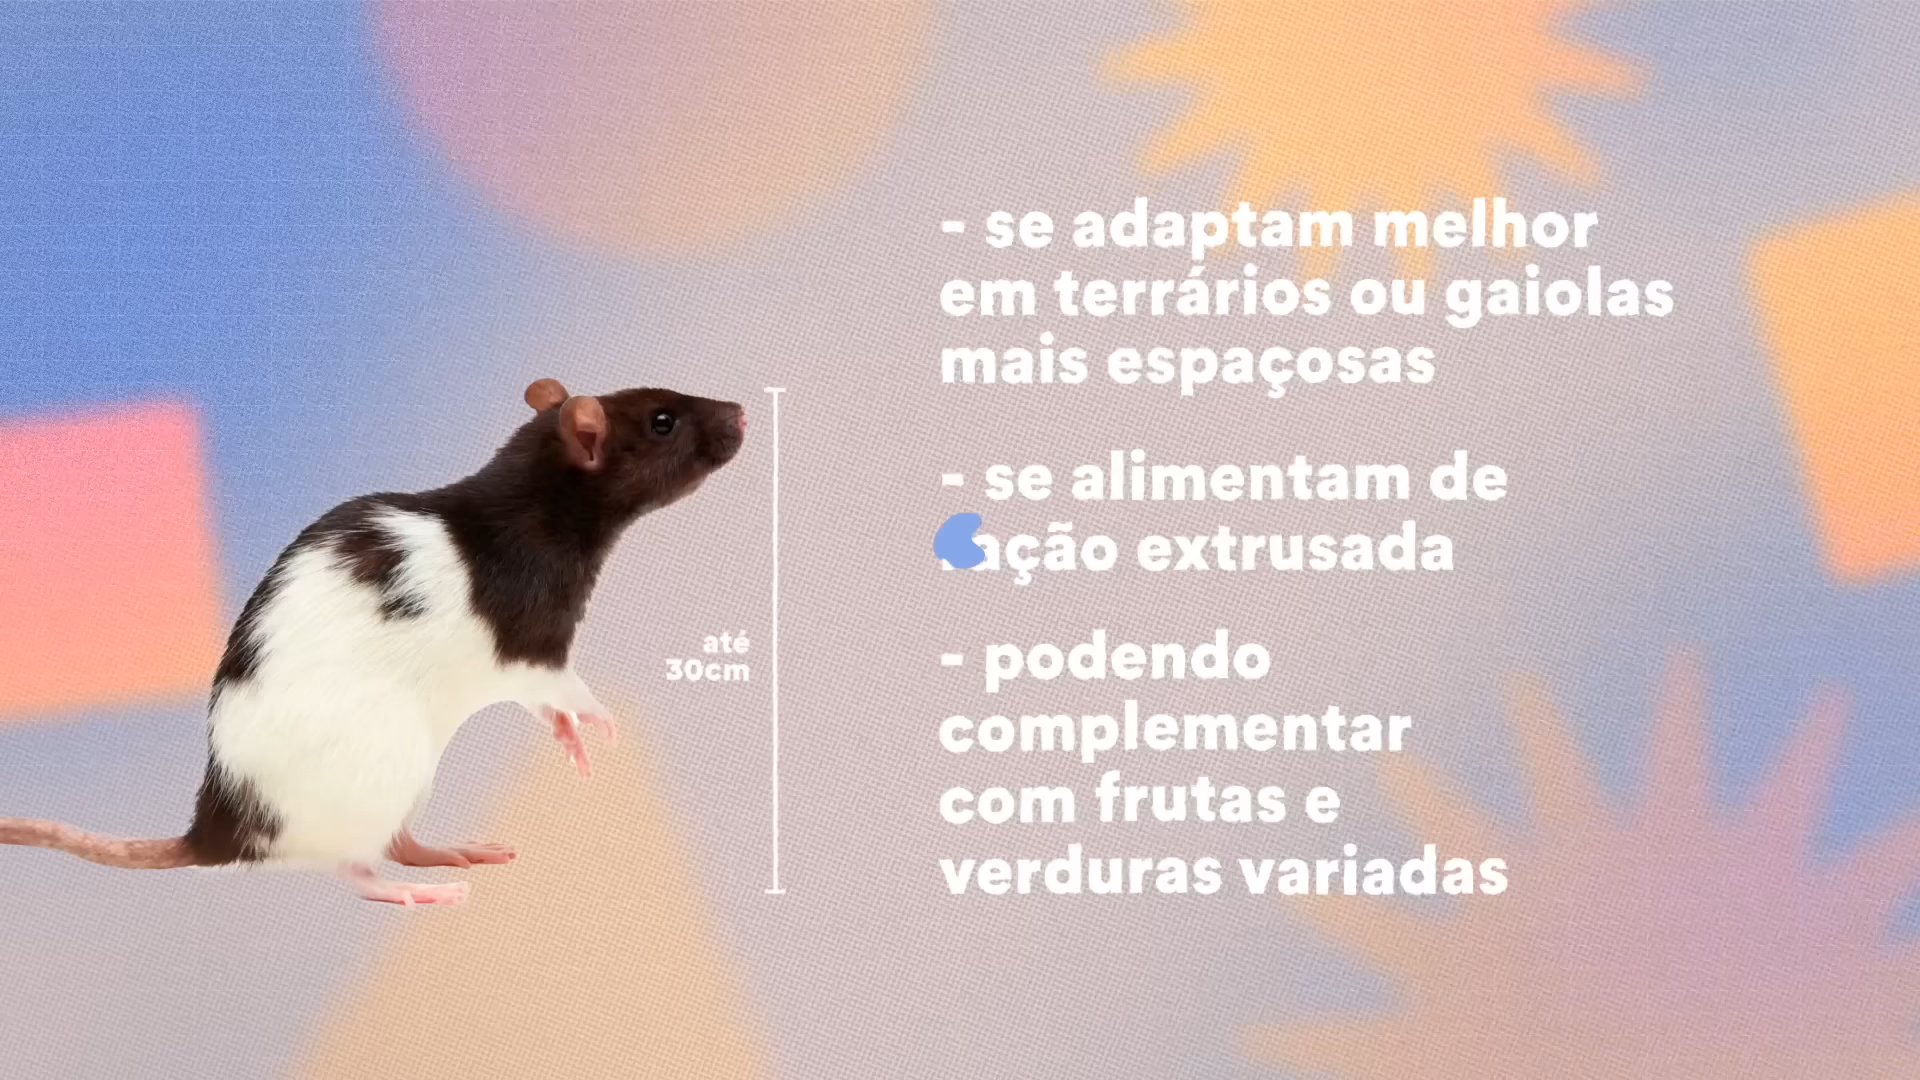 - se adaptam melhor
em terrários ou gaiolas
mais espaçosas
- se alimentam de
ração extrusada
- podendo
complementar
com frutas e
verduras variadas
até
30cm